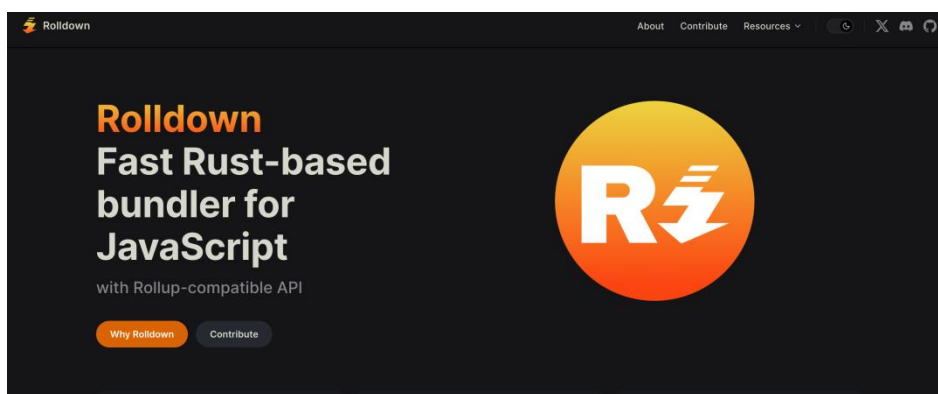 Rolldown
About Contribute Resources
Rolldown
Fast Rust-based
bundler for
JavaScript
with Rollup-compatible API
Why Rolldown Contribute
R